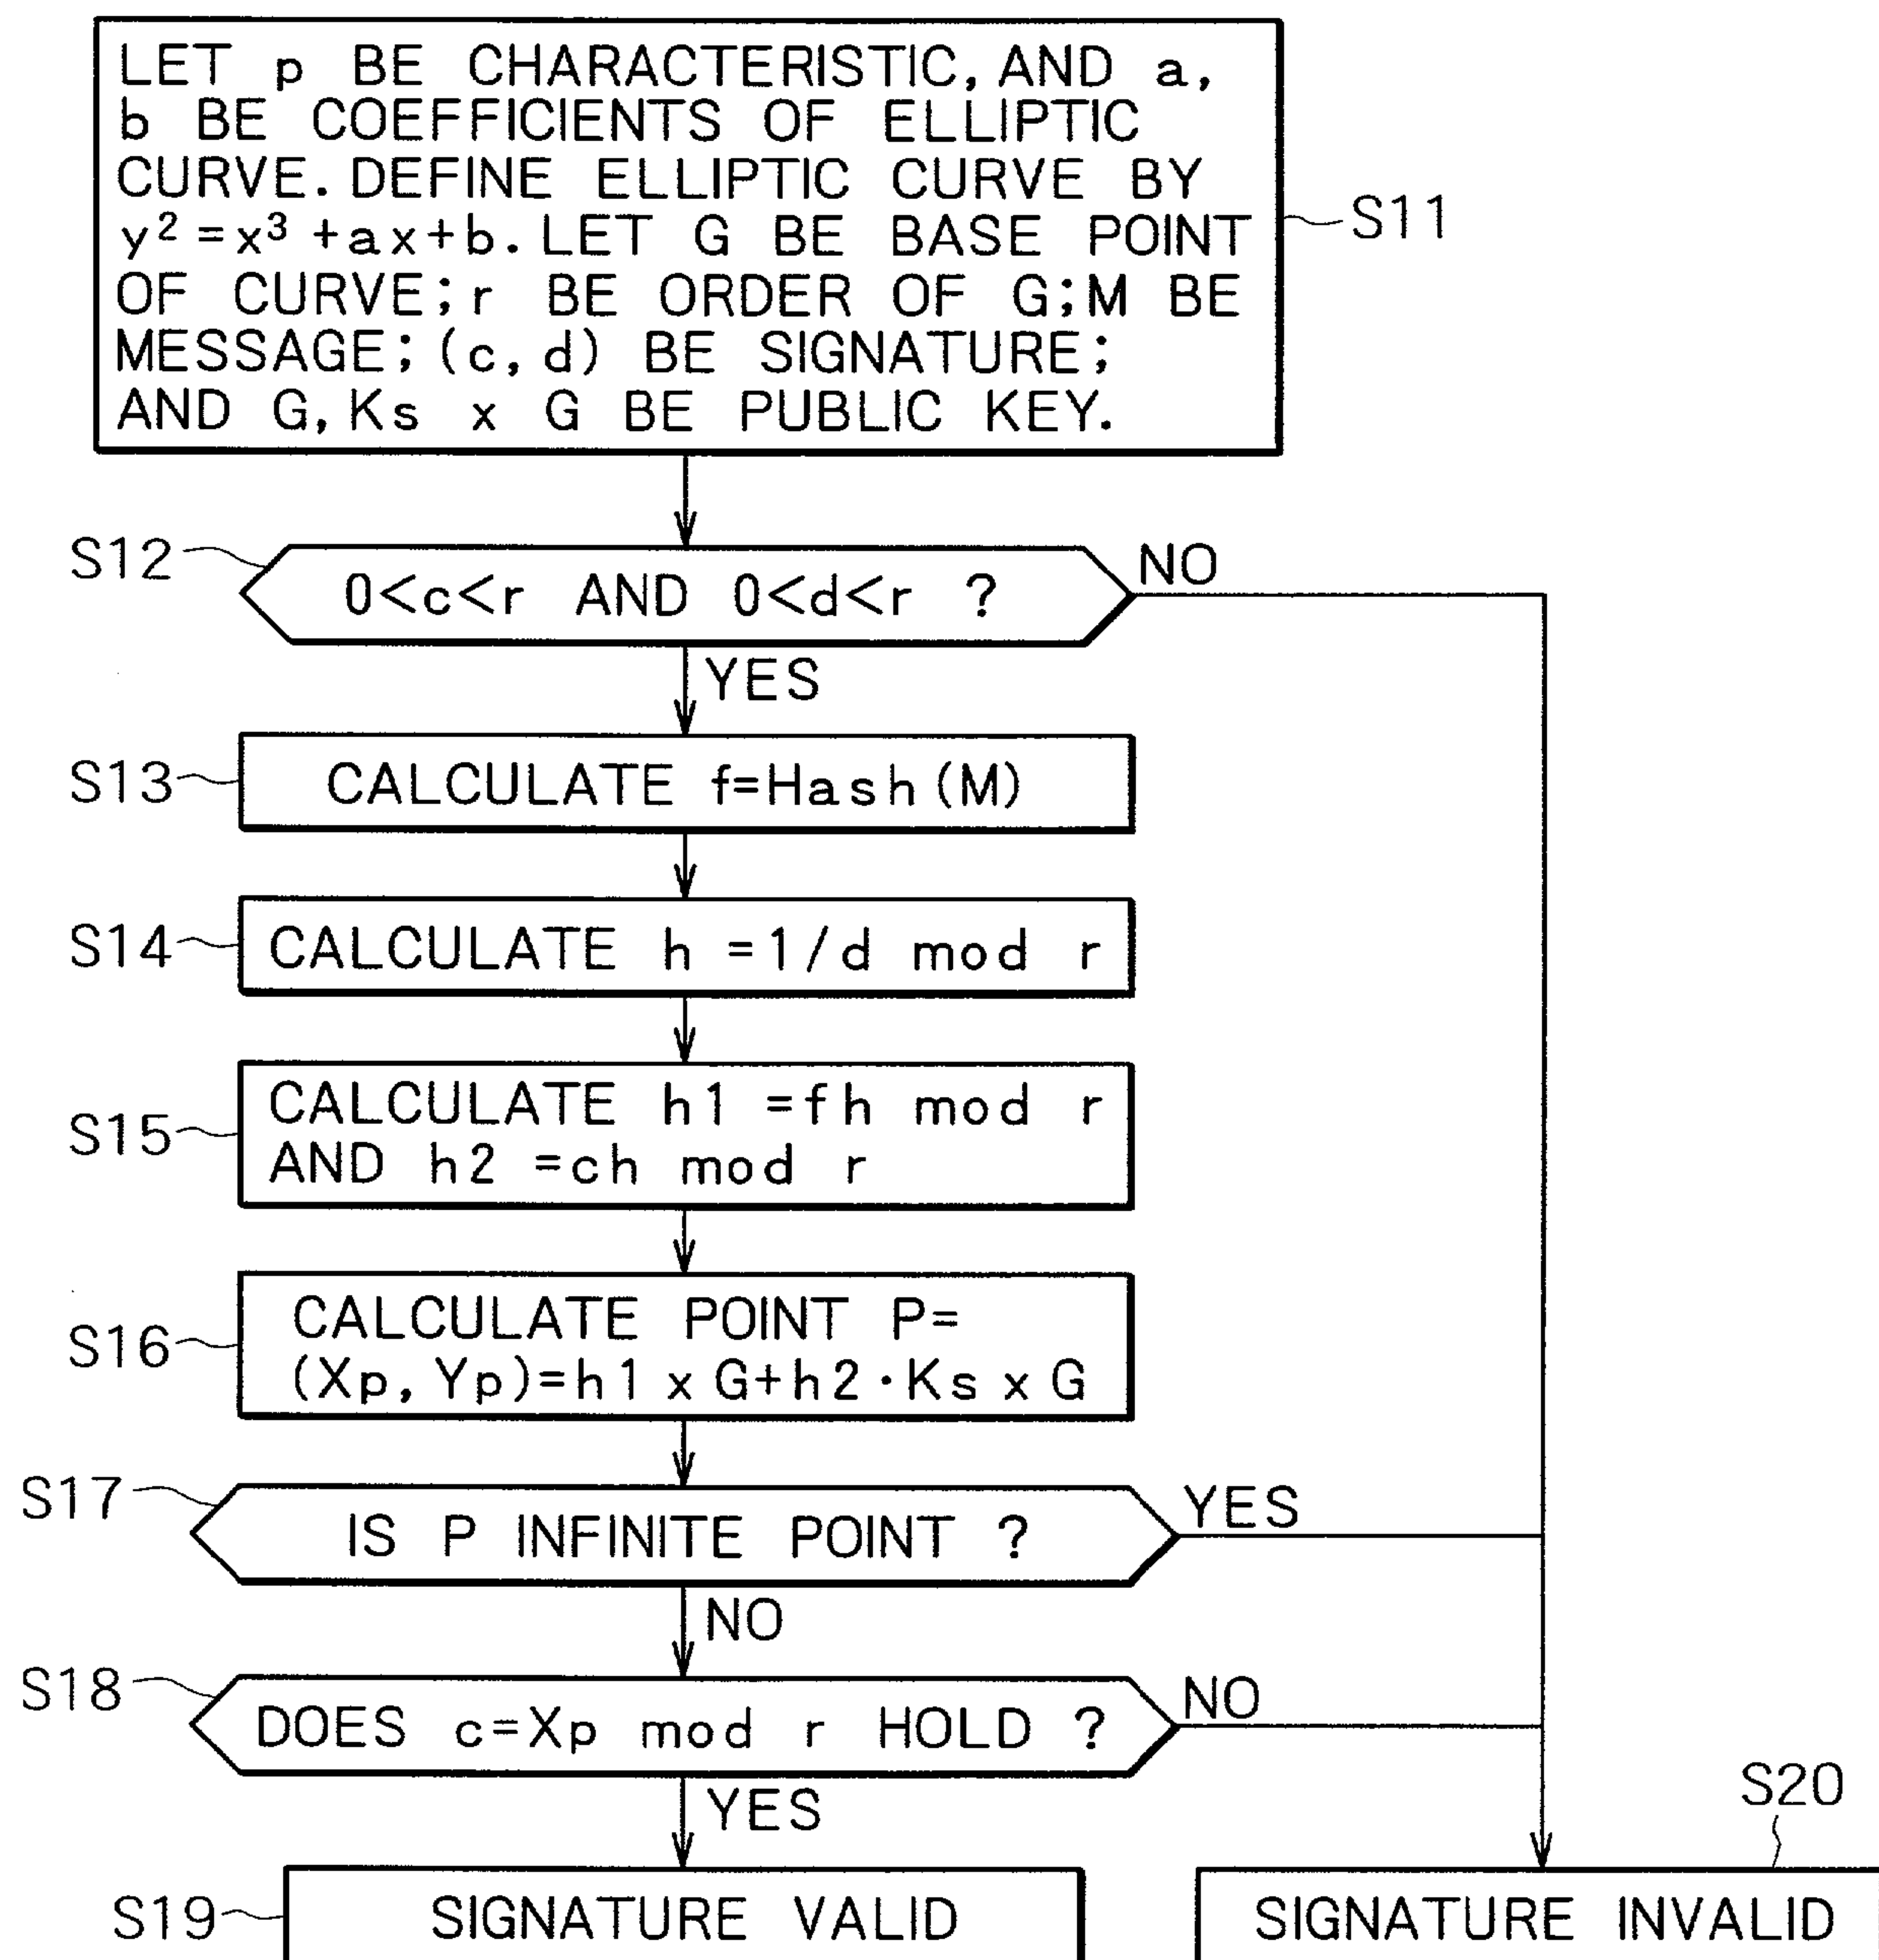 LET p BE CHARACTERISTIC, AND a,
b BE COEFFICIENTS OF ELLIPTIC
CURVE. DEFINE ELLIPTIC CURVE BY
y² = x³ + ax + b. LET G BE BASE POINT
OF CURVE; r BE ORDER OF G; M BE
MESSAGE; (c, d) BE SIGNATURE;
AND G, Ks x G BE PUBLIC KEY.
S11
S12
0<c<r AND 0<d<r ?
NO
YES
S13
CALCULATE f=Hash(M)
S14
CALCULATE h =1/d mod r
S15
CALCULATE h1 =fh mod r
AND h2 =ch mod r
S16
CALCULATE POINT P=
(Xp, Yp)=h1 x G+h2·Ks x G
S17
IS P INFINITE POINT ?
YES
NO
S18
DOES c=Xp mod r HOLD ?
NO
YES
S20
S19
SIGNATURE VALID
SIGNATURE INVALID